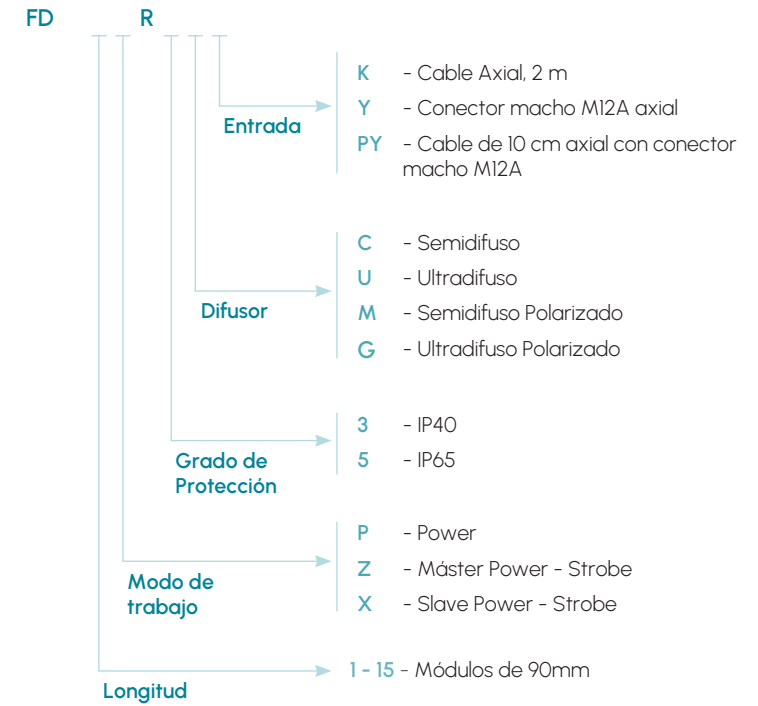 FD R
K - Cable Axial, 2 m
Y - Conector macho M12A axial
Entrada
PY - Cable de 10 cm axial con conector
macho M12A
C - Semidifuso
U - Ultradifuso
Difusor
M - Semidifuso Polarizado
G - Ultradifuso Polarizado
3 - IP40
Grado de
Protección
5 - IP65
P - Power
Z - Máster Power - Strobe
Modo de
trabajo
X - Slave Power - Strobe
1 - 15 - Módulos de 90mm
Longitud